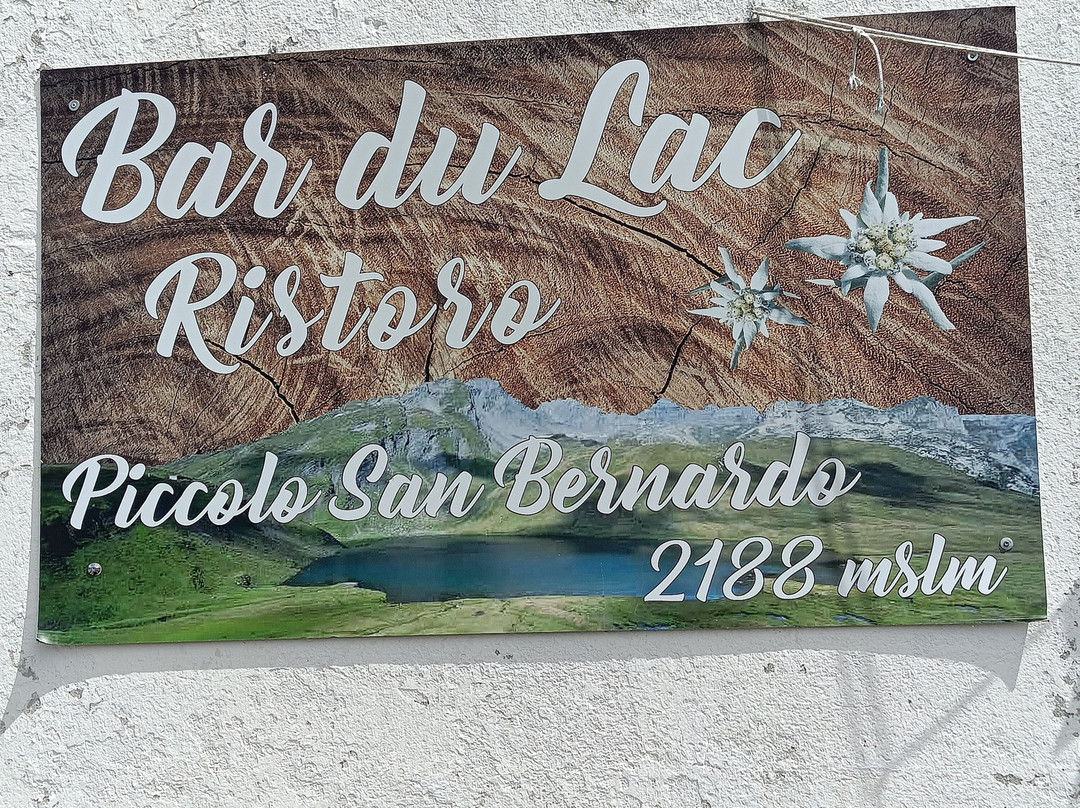 Bar du Lac
Ristoro
Piccolo San Bernardo
2188 mslm